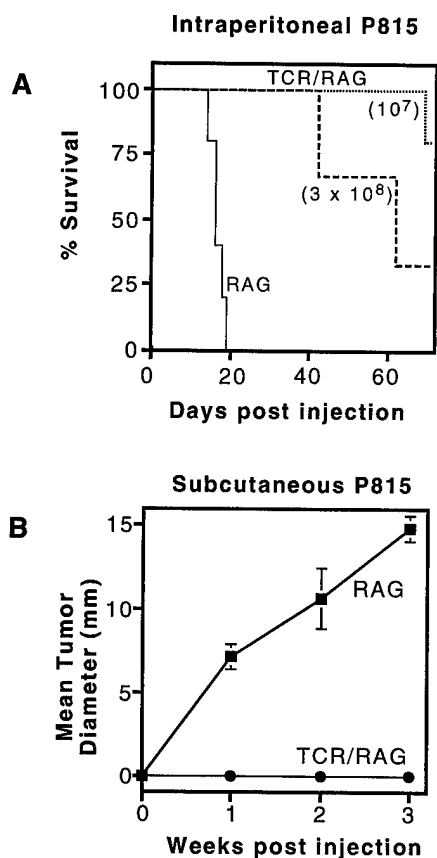 Intraperitoneal P815
A
TCR/RAG
(10⁷)
(3 x 10⁸)
RAG
% Survival
100
75
50
25
0
0 20 40 60
Days post injection
Subcutaneous P815
B
Mean Tumor
Diameter (mm)
15
10
5
0
RAG
TCR/RAG
0 1 2 3
Weeks post injection